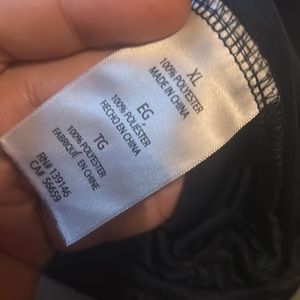 XL
100% POLYESTER
MADE IN CHINA
EG
100% POLIÉSTER
HECHO EN CHINA
TG
100% POLYESTER
FABRIQUÉ EN CHINE
RN# 139146
CA# 56659